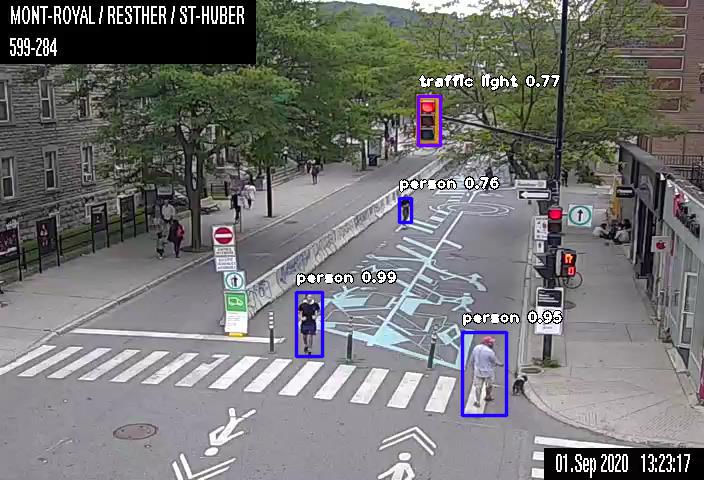 MONT-ROYAL / RESTHER / ST-HUBER
599-284
traffic light 0.77
person 0.76
person 0.99
person 0.95
01.Sep 2020 13:23:17